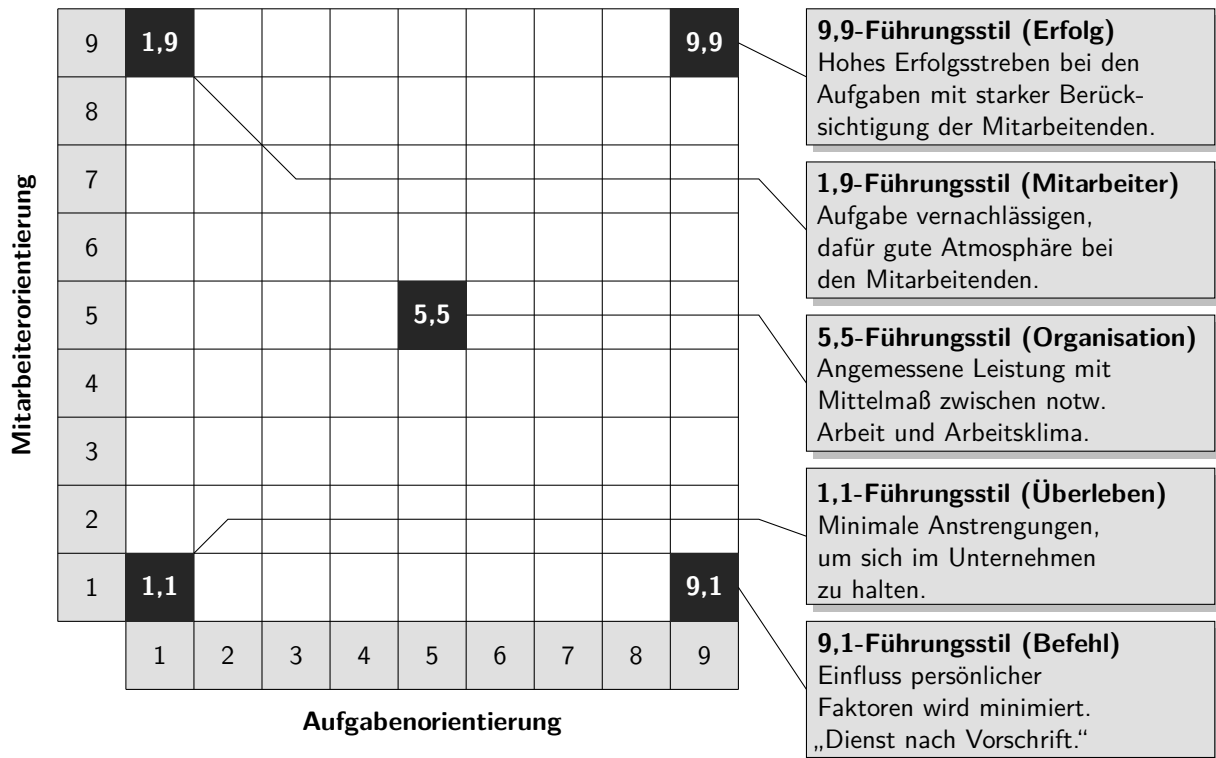 Mitarbeiterorientierung
9 1,9 9,9
8
7
6
5 5,5
4
3
2
1 1,1 9,1
1 2 3 4 5 6 7 8 9
Aufgabenorientierung
9,9-Führungsstil (Erfolg)
Hohes Erfolgsstreben bei den
Aufgaben mit starker Berück-
sichtigung der Mitarbeitenden.
1,9-Führungsstil (Mitarbeiter)
Aufgabe vernachlässigen,
dafür gute Atmosphäre bei
den Mitarbeitenden.
5,5-Führungsstil (Organisation)
Angemessene Leistung mit
Mittelmaß zwischen notw.
Arbeit und Arbeitsklima.
1,1-Führungsstil (Überleben)
Minimale Anstrengungen,
um sich im Unternehmen
zu halten.
9,1-Führungsstil (Befehl)
Einfluss persönlicher
Faktoren wird minimiert.
„Dienst nach Vorschrift.“